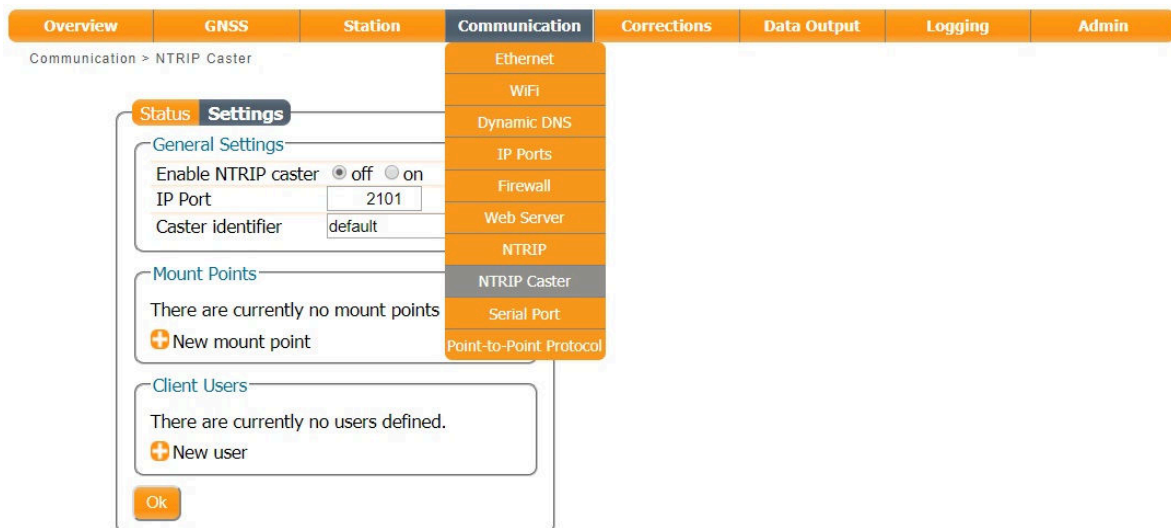 Overview GNSS Station Communication Corrections Data Output Logging Admin
Communication > NTRIP Caster
Ethernet
WiFi
Dynamic DNS
IP Ports
Firewall
Web Server
NTRIP
NTRIP Caster
Serial Port
Point-to-Point Protocol
Status Settings
General Settings
Enable NTRIP caster off on
IP Port 2101
Caster identifier default
Mount Points
There are currently no mount points
New mount point
Client Users
There are currently no users defined.
New user
Ok